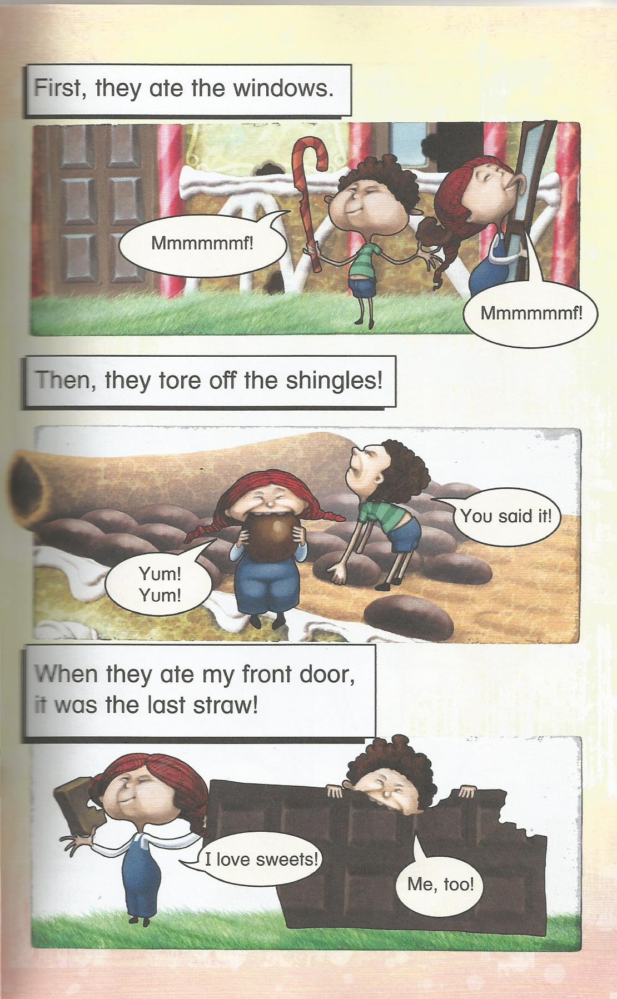 First, they ate the windows.
Mmmmmmf!
Mmmmmmf!
Then, they tore off the shingles!
You said it!
Yum!
Yum!
When they ate my front door,
it was the last straw!
I love sweets!
Me, too!